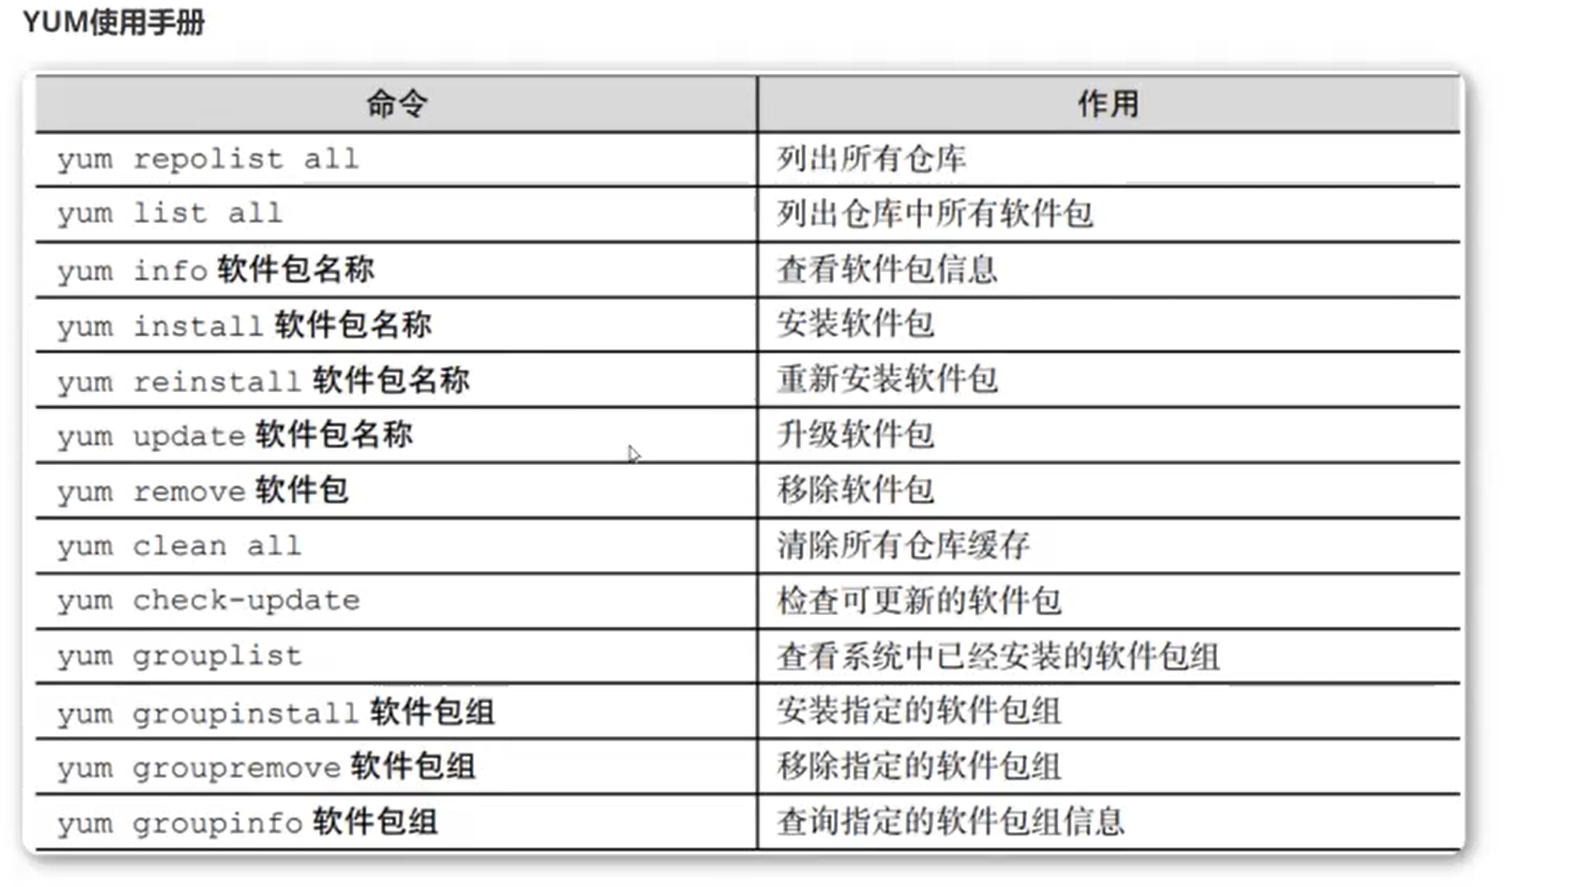 YUM使用手册
命令 作用
yum repolist all 列出所有仓库
yum list all 列出仓库中所有软件包
yum info 软件包名称 查看软件包信息
yum install 软件包名称 安装软件包
yum reinstall 软件包名称 重新安装软件包
yum update 软件包名称 升级软件包
yum remove 软件包 移除软件包
yum clean all 清除所有仓库缓存
yum check-update 检查可更新的软件包
yum grouplist 查看系统中已经安装的软件包组
yum groupinstall 软件包组 安装指定的软件包组
yum groupremove 软件包组 移除指定的软件包组
yum groupinfo 软件包组 查询指定的软件包组信息